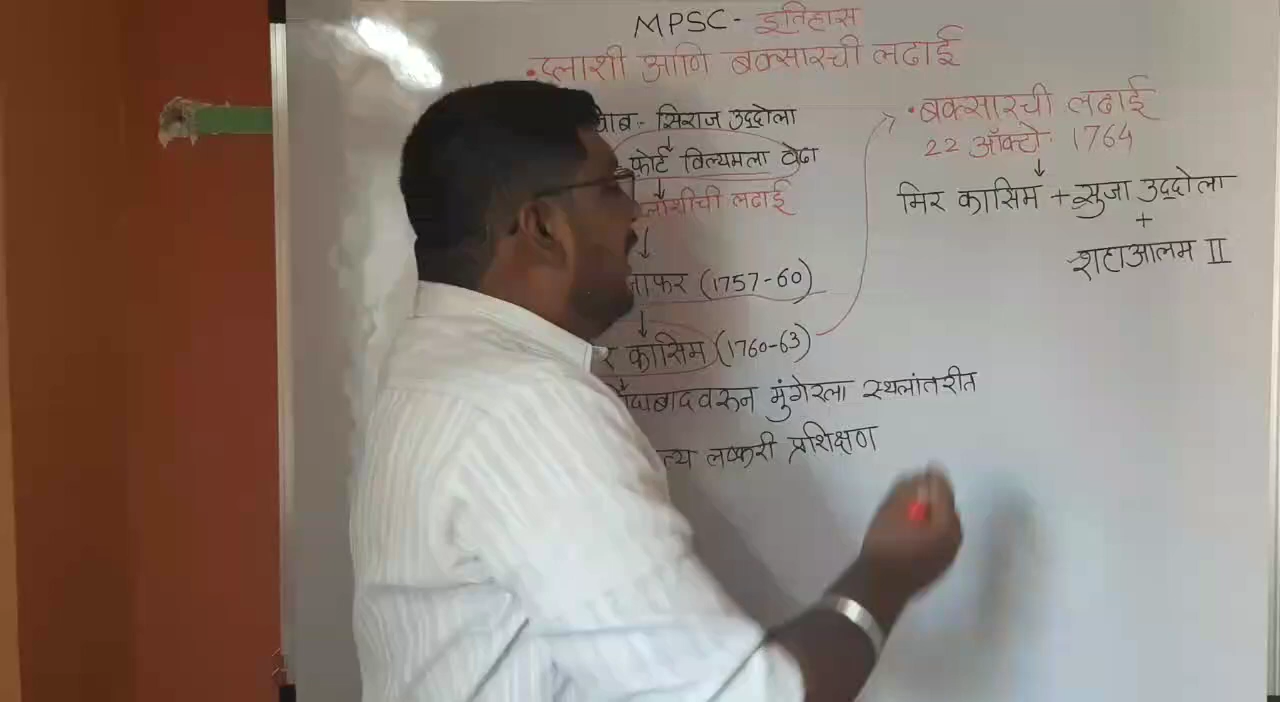 MPSC - इतिहास
• प्लाशी आणि बक्सारची लढाई
सिराज उद्दोला
फोर्ट विल्यमला वेढा
लढाई
(1757-60)
कासिम (1760-63)
मुंगेरला स्थलांतरीत
लष्करी प्रशिक्षण
• बक्सारची लढाई
22 ऑक्टो. 1764
मिर कासिम + सुजा उद्दोला
+
शहाआलम II